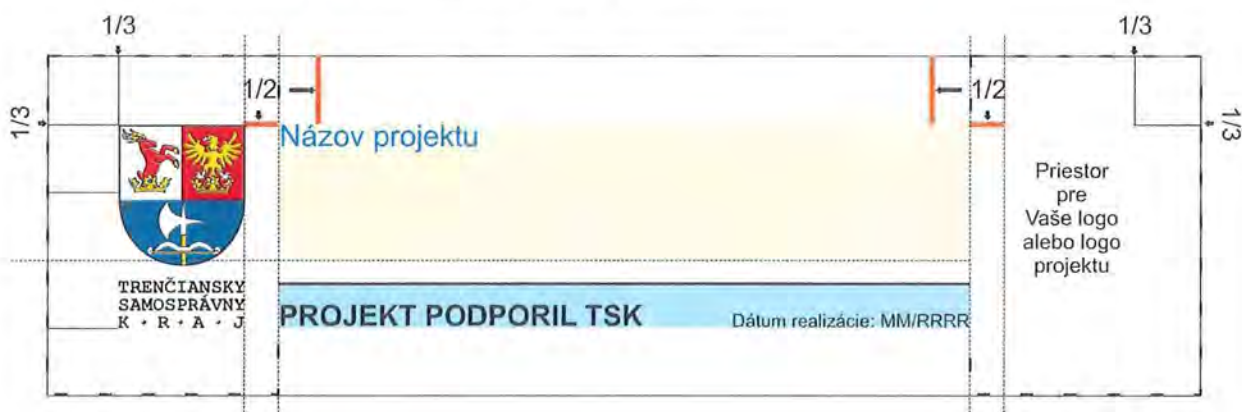 1/3
1/3
1/2
1/2
1/3
1/3
Názov projektu
Priestor
pre
Vaše logo
alebo logo
projektu
TRENČIANSKY
SAMOSPRÁVNY
K · R · A · J
PROJEKT PODPORIL TSK
Dátum realizácie: MM/RRRR